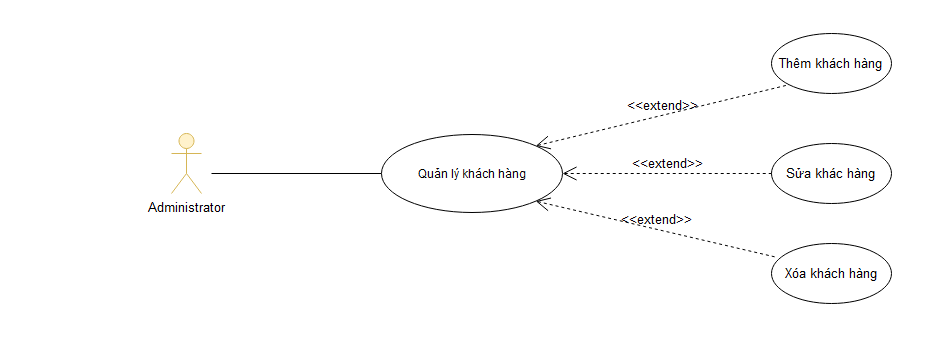 Thêm khách hàng
<<extend>>
Quản lý khách hàng
<<extend>>
Sửa khác hàng
Administrator
<<extend>>
Xóa khách hàng